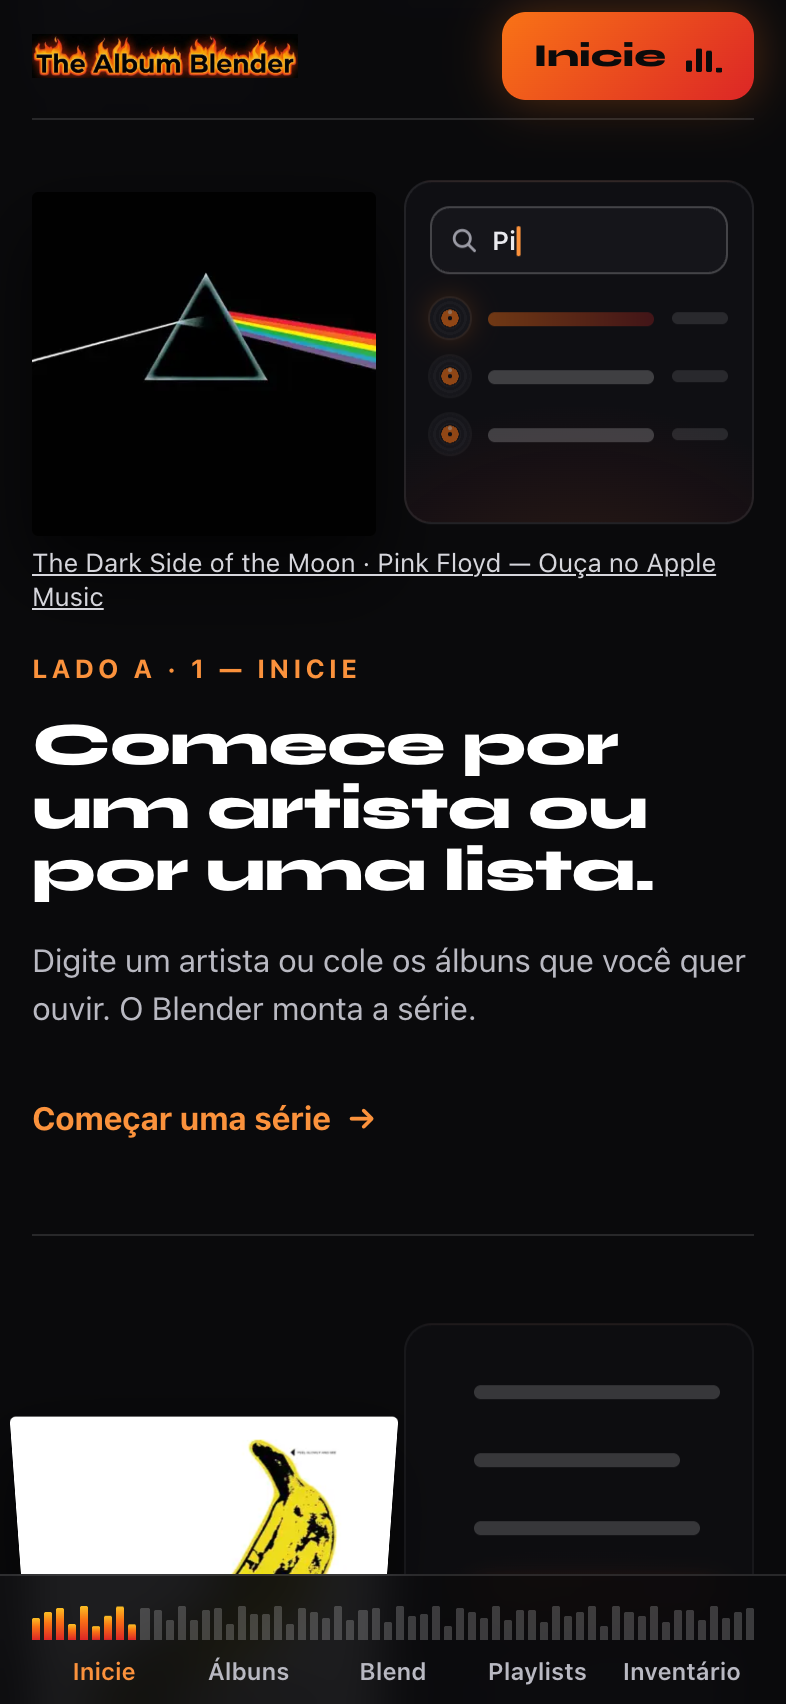 The Album Blender
Inicie
Pi
The Dark Side of the Moon · Pink Floyd — Ouça no Apple
Music
LADO A · 1 — INICIE
Comece por
um artista ou
por uma lista.
Digite um artista ou cole os álbuns que você quer
ouvir. O Blender monta a série.
Começar uma série →
Inicie
Álbuns
Blend
Playlists
Inventário